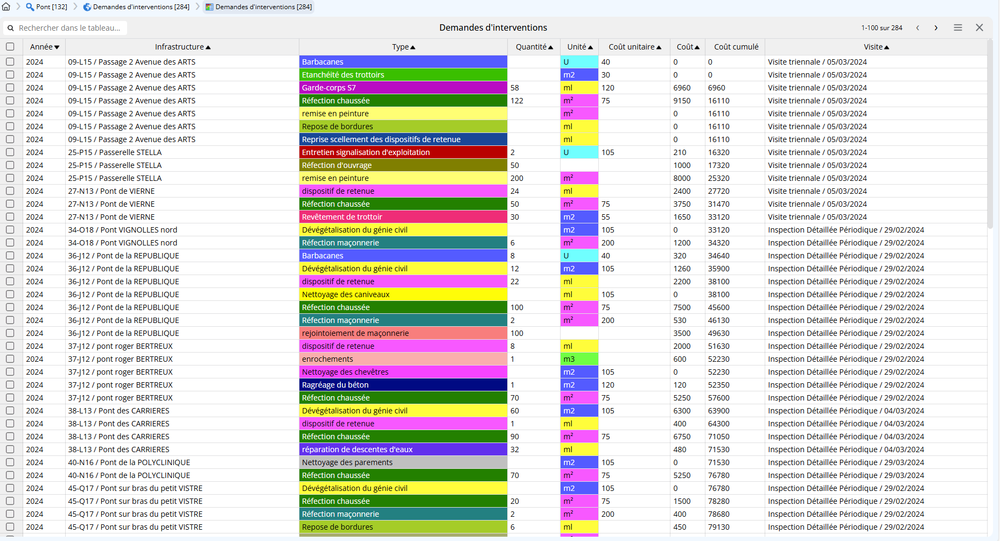 Pont [132] Demandes d'interventions [284] Demandes d'interventions [284]
Rechercher dans le tableau... Demandes d'interventions 1-100 sur 284
Année Infrastructure Type Quantité Unité Coût unitaire Coût Coût cumulé Visite
2024 09-L15 / Passage 2 Avenue des ARTS Barbacanes U 40 0 0 Visite triennale / 05/03/2024
2024 09-L15 / Passage 2 Avenue des ARTS Etanchéité des trottoirs m2 30 0 0 Visite triennale / 05/03/2024
2024 09-L15 / Passage 2 Avenue des ARTS Garde-corps S7 58 ml 120 6960 6960 Visite triennale / 05/03/2024
2024 09-L15 / Passage 2 Avenue des ARTS Réfection chaussée 122 m² 75 9150 16110 Visite triennale / 05/03/2024
2024 09-L15 / Passage 2 Avenue des ARTS remise en peinture m² 0 16110 Visite triennale / 05/03/2024
2024 09-L15 / Passage 2 Avenue des ARTS Repose de bordures ml 0 16110 Visite triennale / 05/03/2024
2024 09-L15 / Passage 2 Avenue des ARTS Reprise scellement des dispositifs de retenue ml 0 16110 Visite triennale / 05/03/2024
2024 25-P15 / Passerelle STELLA Entretien signalisation d'exploitation 2 U 105 210 16320 Visite triennale / 05/03/2024
2024 25-P15 / Passerelle STELLA Réfection d'ouvrage 50 1000 17320 Visite triennale / 05/03/2024
2024 25-P15 / Passerelle STELLA remise en peinture 200 m² 8000 25320 Visite triennale / 05/03/2024
2024 27-N13 / Pont de VIERNE dispositif de retenue 24 ml 2400 27720 Visite triennale / 05/03/2024
2024 27-N13 / Pont de VIERNE Réfection chaussée 50 m² 75 3750 31470 Visite triennale / 05/03/2024
2024 27-N13 / Pont de VIERNE Revêtement de trottoir 30 m2 55 1650 33120 Visite triennale / 05/03/2024
2024 34-O18 / Pont VIGNOLLES nord Dévégétalisation du génie civil m2 105 0 33120 Inspection Détaillée Périodique / 29/02/2024
2024 34-O18 / Pont VIGNOLLES nord Réfection maçonnerie 6 m² 200 1200 34320 Inspection Détaillée Périodique / 29/02/2024
2024 36-J12 / Pont de la REPUBLIQUE Barbacanes 8 U 40 320 34640 Inspection Détaillée Périodique / 29/02/2024
2024 36-J12 / Pont de la REPUBLIQUE Dévégétalisation du génie civil 12 m2 105 1260 35900 Inspection Détaillée Périodique / 29/02/2024
2024 36-J12 / Pont de la REPUBLIQUE dispositif de retenue 22 ml 2200 38100 Inspection Détaillée Périodique / 29/02/2024
2024 36-J12 / Pont de la REPUBLIQUE Nettoyage des caniveaux ml 105 0 38100 Inspection Détaillée Périodique / 29/02/2024
2024 36-J12 / Pont de la REPUBLIQUE Réfection chaussée 100 m² 75 7500 45600 Inspection Détaillée Périodique / 29/02/2024
2024 36-J12 / Pont de la REPUBLIQUE Réfection maçonnerie 2 m² 200 530 46130 Inspection Détaillée Périodique / 29/02/2024
2024 36-J12 / Pont de la REPUBLIQUE rejointoiement de maçonnerie 100 3500 49630 Inspection Détaillée Périodique / 29/02/2024
2024 37-J12 / pont roger BERTREUX dispositif de retenue 8 ml 2000 51630 Inspection Détaillée Périodique / 29/02/2024
2024 37-J12 / pont roger BERTREUX enrochements 1 m3 600 52230 Inspection Détaillée Périodique / 29/02/2024
2024 37-J12 / pont roger BERTREUX Nettoyage des chevêtres m2 105 0 52230 Inspection Détaillée Périodique / 29/02/2024
2024 37-J12 / pont roger BERTREUX Ragréage du béton 1 m2 120 120 52350 Inspection Détaillée Périodique / 29/02/2024
2024 37-J12 / pont roger BERTREUX Réfection chaussée 70 m² 75 5250 57600 Inspection Détaillée Périodique / 29/02/2024
2024 38-L13 / Pont des CARRIERES Dévégétalisation du génie civil 60 m2 105 6300 63900 Inspection Détaillée Périodique / 04/03/2024
2024 38-L13 / Pont des CARRIERES dispositif de retenue 1 ml 400 64300 Inspection Détaillée Périodique / 04/03/2024
2024 38-L13 / Pont des CARRIERES Réfection chaussée 90 m² 75 6750 71050 Inspection Détaillée Périodique / 04/03/2024
2024 38-L13 / Pont des CARRIERES réparation de descentes d'eaux 32 ml 480 71530 Inspection Détaillée Périodique / 04/03/2024
2024 40-N16 / Pont de la POLYCLINIQUE Nettoyage des parements m2 105 0 71530 Inspection Détaillée Périodique / 29/03/2024
2024 40-N16 / Pont de la POLYCLINIQUE Réfection chaussée 70 m² 75 5250 76780 Inspection Détaillée Périodique / 29/03/2024
2024 45-Q17 / Pont sur bras du petit VISTRE Dévégétalisation du génie civil m2 105 0 76780 Inspection Détaillée Périodique / 29/02/2024
2024 45-Q17 / Pont sur bras du petit VISTRE Réfection chaussée 20 m² 75 1500 78280 Inspection Détaillée Périodique / 29/02/2024
2024 45-Q17 / Pont sur bras du petit VISTRE Réfection maçonnerie 2 m² 200 400 78680 Inspection Détaillée Périodique / 29/02/2024
2024 45-Q17 / Pont sur bras du petit VISTRE Repose de bordures 6 ml 450 79130 Inspection Détaillée Périodique / 29/02/2024